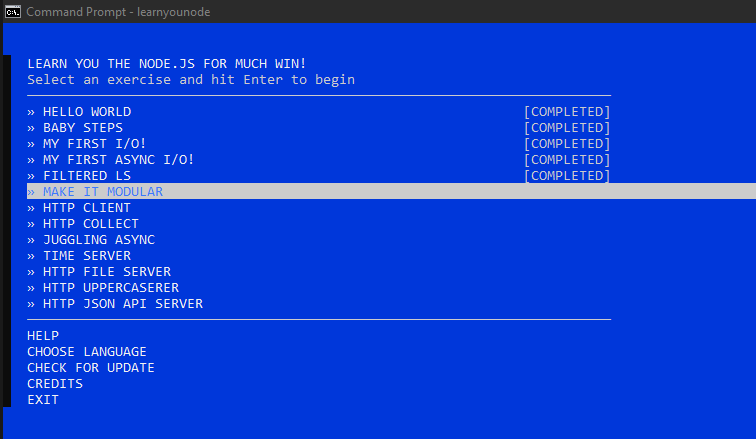 C:\.
Command Prompt - learnyounode
LEARN YOU THE NODE.JS FOR MUCH WIN!
Select an exercise and hit Enter to begin
» HELLO WORLD [COMPLETED]
» BABY STEPS [COMPLETED]
» MY FIRST I/O! [COMPLETED]
» MY FIRST ASYNC I/O! [COMPLETED]
» FILTERED LS [COMPLETED]
» MAKE IT MODULAR
» HTTP CLIENT
» HTTP COLLECT
» JUGGLING ASYNC
» TIME SERVER
» HTTP FILE SERVER
» HTTP UPPERCASERER
» HTTP JSON API SERVER
HELP
CHOOSE LANGUAGE
CHECK FOR UPDATE
CREDITS
EXIT